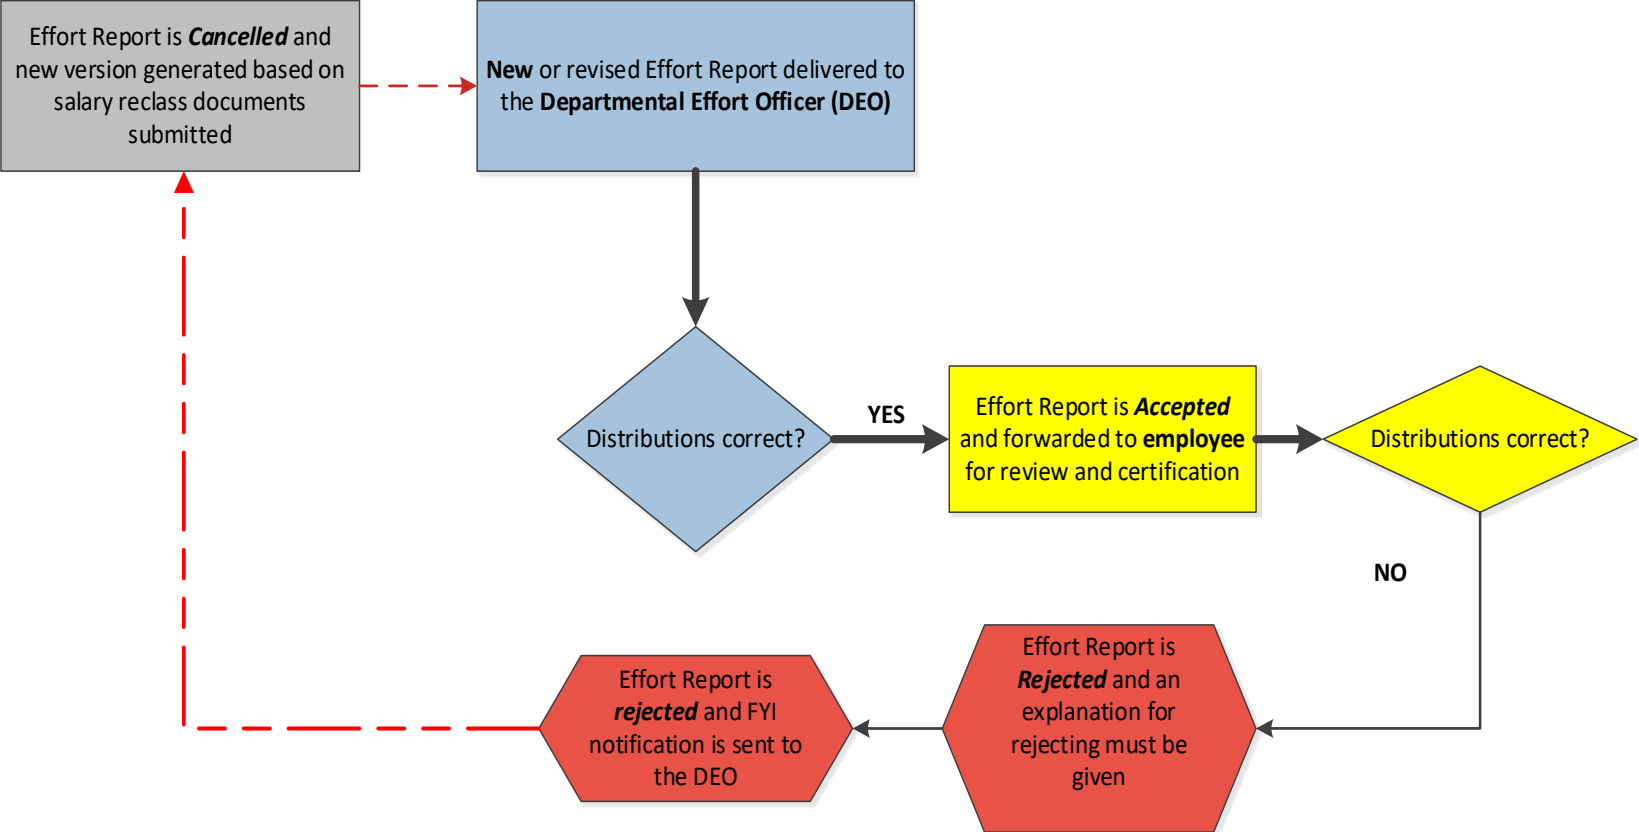 Effort Report is Cancelled and
new version generated based on
salary reclass documents
submitted
New or revised Effort Report delivered to
the Departmental Effort Officer (DEO)
Distributions correct?
YES
Effort Report is Accepted
and forwarded to employee
for review and certification
Distributions correct?
NO
Effort Report is
Rejected and an
explanation for
rejecting must be
given
Effort Report is
rejected and FYI
notification is sent to
the DEO